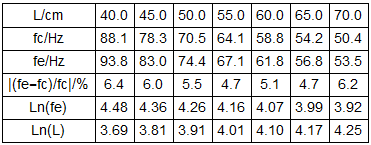 L/cm 40.0 45.0 50.0 55.0 60.0 65.0 70.0
fc/Hz 88.1 78.3 70.5 64.1 58.8 54.2 50.4
fe/Hz 93.8 83.0 74.4 67.1 61.8 56.8 53.5
|(fe-fc)/fc|/% 6.4 6.0 5.5 4.7 5.1 4.7 6.2
Ln(fe) 4.48 4.36 4.26 4.16 4.07 3.99 3.92
Ln(L) 3.69 3.81 3.91 4.01 4.10 4.17 4.25